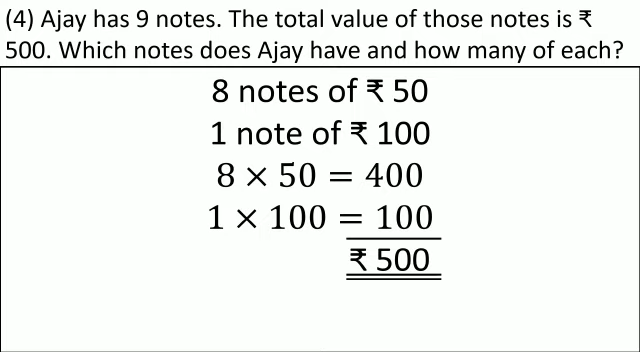 (4) Ajay has 9 notes. The total value of those notes is ₹
500. Which notes does Ajay have and how many of each?
8 notes of ₹ 50
1 note of ₹ 100
8 × 50 = 400
1 × 100 = 100
₹ 500